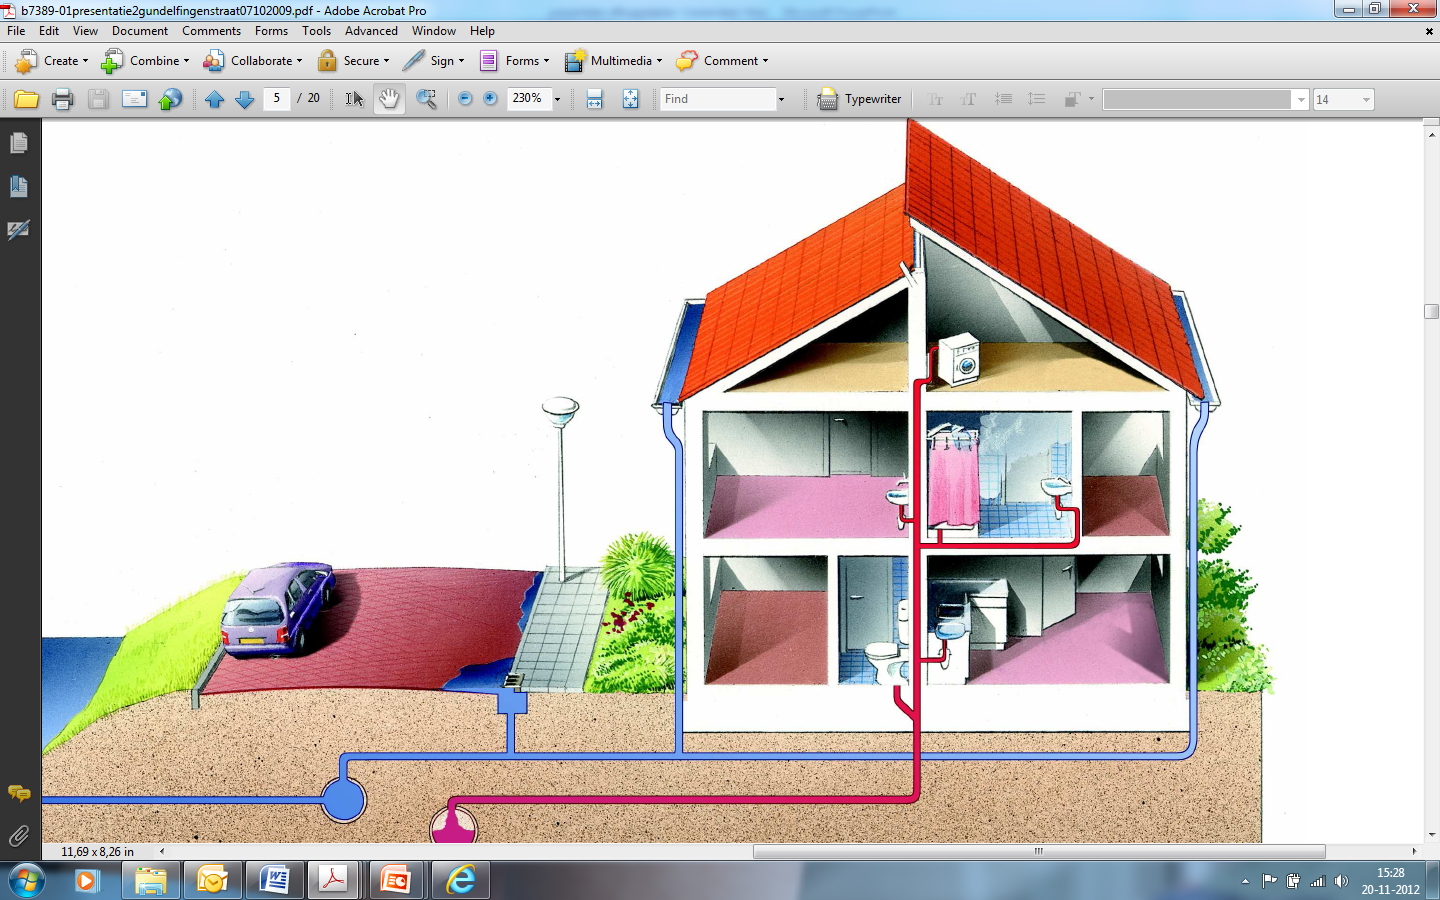 b7389-01presentatie2gundelfingenstraat07102009.pdf - Adobe Acrobat Pro
File Edit View Document Comments Forms Tools Advanced Window Help
Create Combine Collaborate Secure Sign Forms Multimedia Comment
5 / 20 230% Find Typewriter Tr tT T 14
11,69 x 8,26 in
15:28
20-11-2012